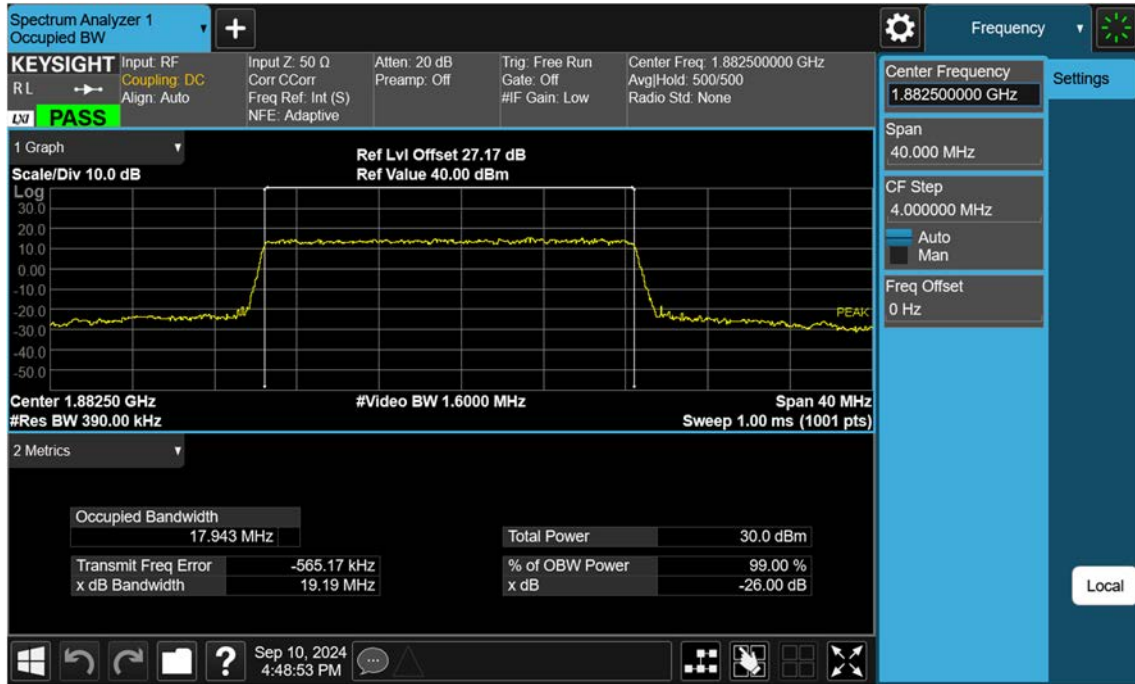 Spectrum Analyzer 1
Occupied BW
Frequency
KEYSIGHT
R L
LXI PASS
Input: RF
Coupling: DC
Align: Auto
Input Z: 50 Ω
Corr CCorr
Freq Ref: Int (S)
NFE: Adaptive
Atten: 20 dB
Preamp: Off
Trig: Free Run
Gate: Off
#IF Gain: Low
Center Freq: 1.882500000 GHz
Avg|Hold: 500/500
Radio Std: None
1 Graph
Scale/Div 10.0 dB
Ref Lvl Offset 27.17 dB
Ref Value 40.00 dBm
Log
30.0
20.0
10.0
0.00
-10.0
-20.0
-30.0
-40.0
-50.0
PEAK
Center 1.88250 GHz
#Video BW 1.6000 MHz
Span 40 MHz
#Res BW 390.00 kHz
Sweep 1.00 ms (1001 pts)
2 Metrics
Occupied Bandwidth
17.943 MHz
Total Power 30.0 dBm
Transmit Freq Error -565.17 kHz
% of OBW Power 99.00 %
x dB Bandwidth 19.19 MHz
x dB -26.00 dB
Center Frequency
1.882500000 GHz
Settings
Span
40.000 MHz
CF Step
4.000000 MHz
Auto
Man
Freq Offset
0 Hz
Local
?
Sep 10, 2024
4:48:53 PM